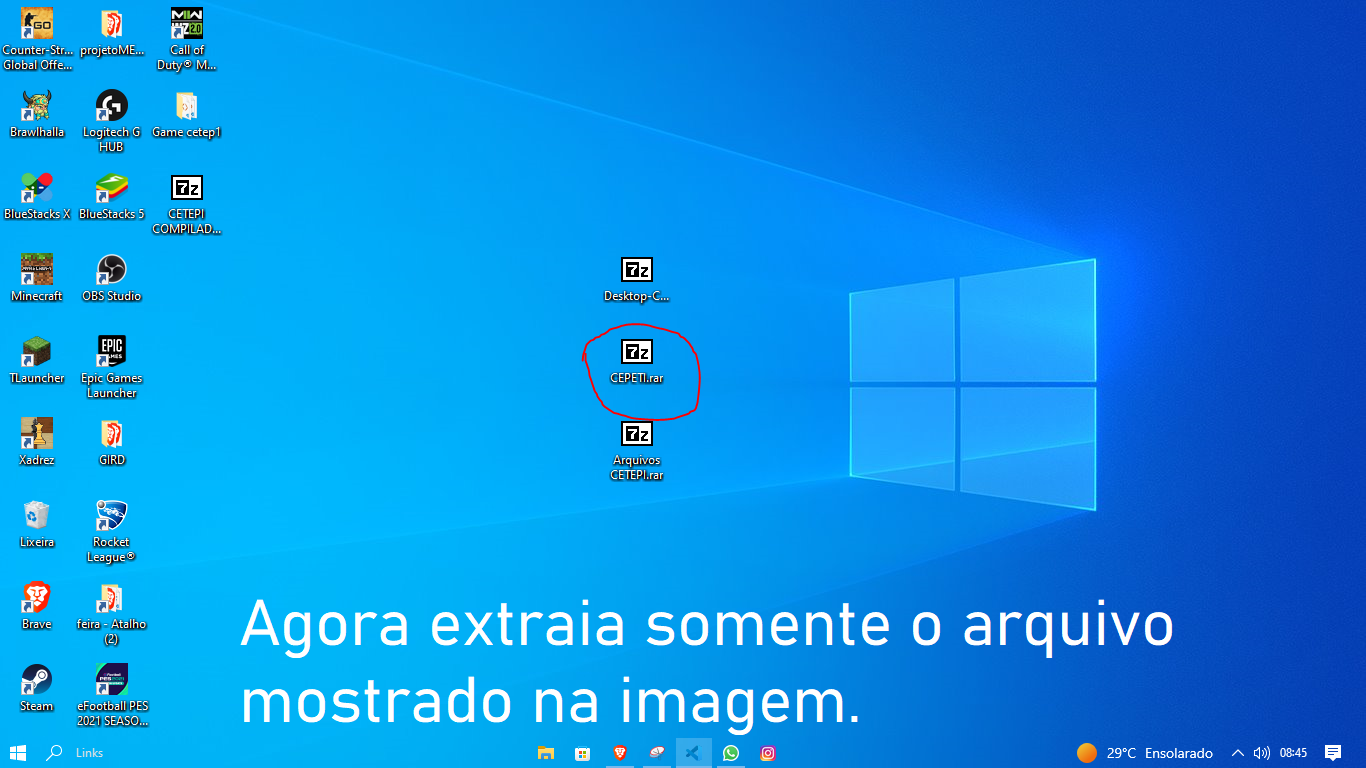 Counter-Str...
Global Offe...
projetoME...
Call of
Duty® M...
Brawlhalla
Logitech G
HUB
Game cetep1
BlueStacks X
BlueStacks 5
CETEPI
COMPILAD...
Minecraft
OBS Studio
TLauncher
Epic Games
Launcher
Xadrez
GIRD
Lixeira
Rocket
League®
Brave
feira - Atalho
(2)
Steam
eFootball PES
2021 SEASO...
Desktop-C...
CEPETI.rar
Arquivos
CETEPI.rar
Agora extraia somente o arquivo
mostrado na imagem.
Links
29°C Ensolarado
08:45